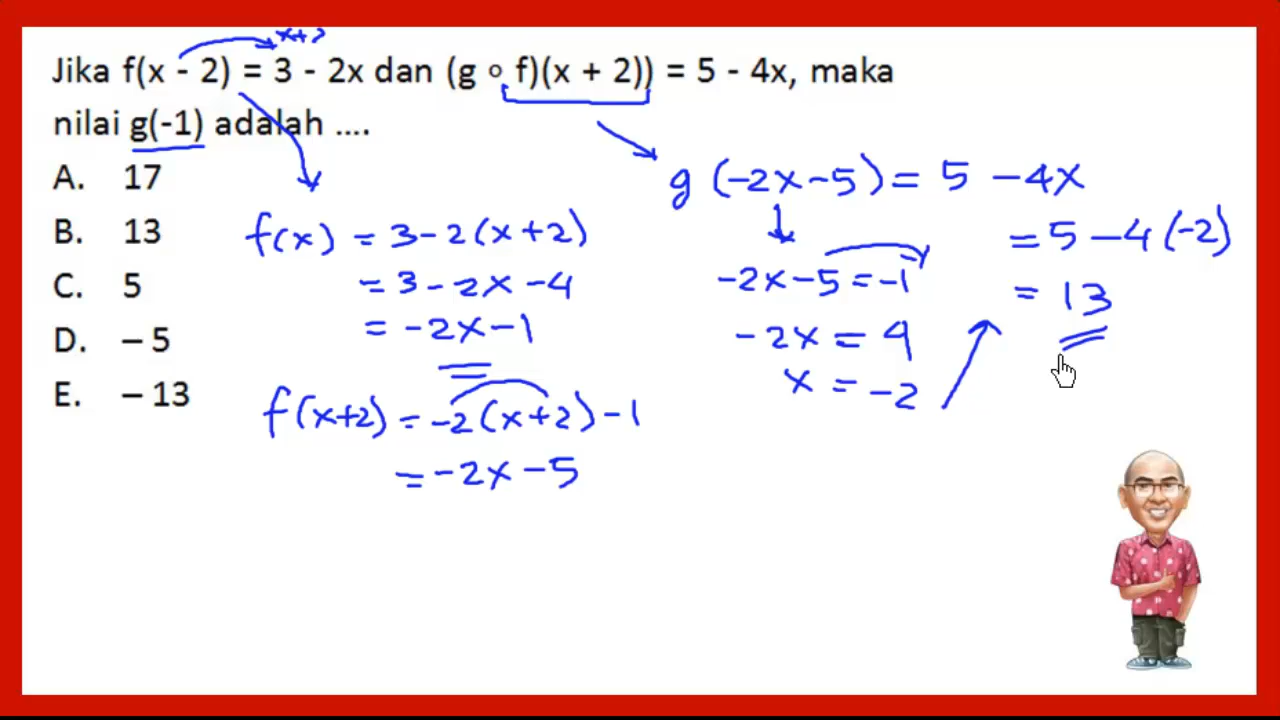 x+2
Jika f(x - 2) = 3 - 2x dan (g ∘ f)(x + 2)) = 5 - 4x, maka
nilai g(-1) adalah ....
A. 17
B. 13
C. 5
D. – 5
E. – 13
f(x) = 3 - 2(x+2)
= 3 - 2x - 4
= -2x - 1
f(x+2) = -2(x+2) - 1
= -2x - 5
g (-2x - 5) = 5 - 4x
-2x - 5 = -1
-2x = 4
x = -2
= 5 - 4(-2)
= 13